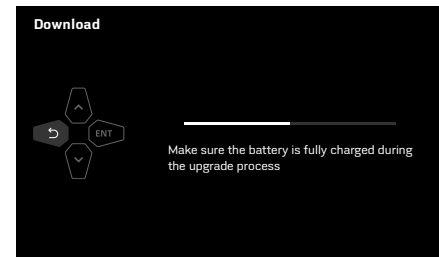 Download
ENT
Make sure the battery is fully charged during
the upgrade process